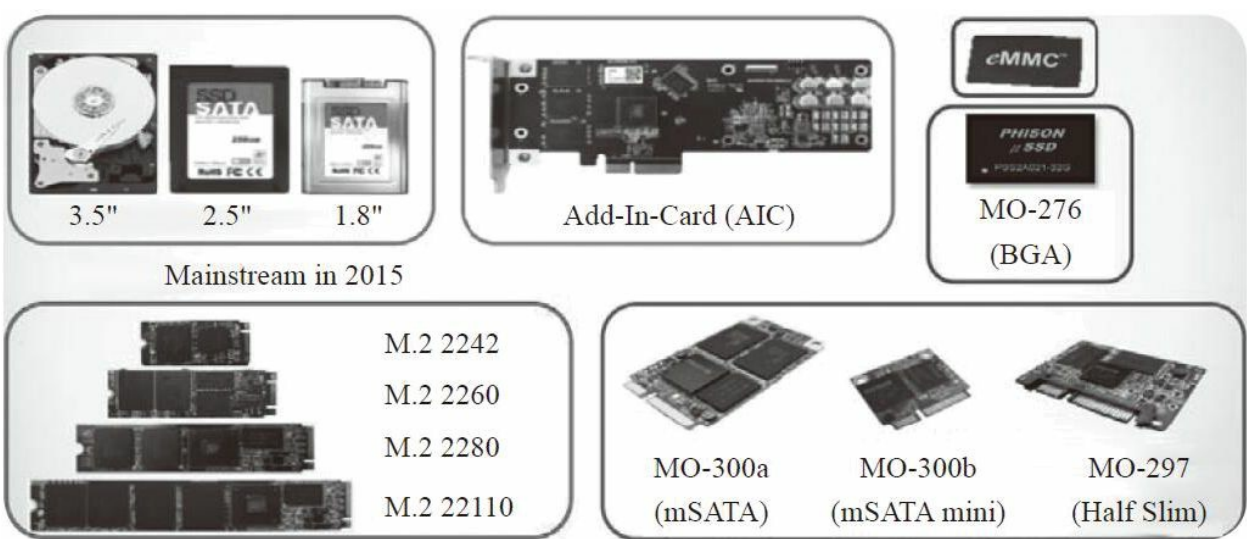 SSD
SATA
SSD
SATA
3.5"
2.5"
1.8"
Add-In-Card (AIC)
eMMC™
PHISON
μSSD
MO-276
(BGA)
Mainstream in 2015
M.2 2242
M.2 2260
M.2 2280
M.2 22110
MO-300a
(mSATA)
MO-300b
(mSATA mini)
MO-297
(Half Slim)